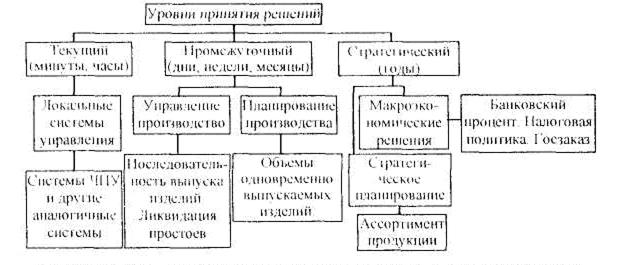 Уровни принятия решений
Текущий
(минуты, часы)
Промежуточный
(дни, недели, месяцы)
Стратегический
(годы)
Локальные
системы
управления
Управление
производством
Планирование
производства
Макроэко-
номические
решения
Банковский
процент. Налоговая
политика. Госзаказ
Системы ЧПУ
и другие
аналогичные
системы
Последователь-
ность выпуска
изделий
Ликвидация
простоев
Объемы
одновременно
выпускаемых
изделий
Стратеги-
ческое
планирование
Ассортимент
продукции